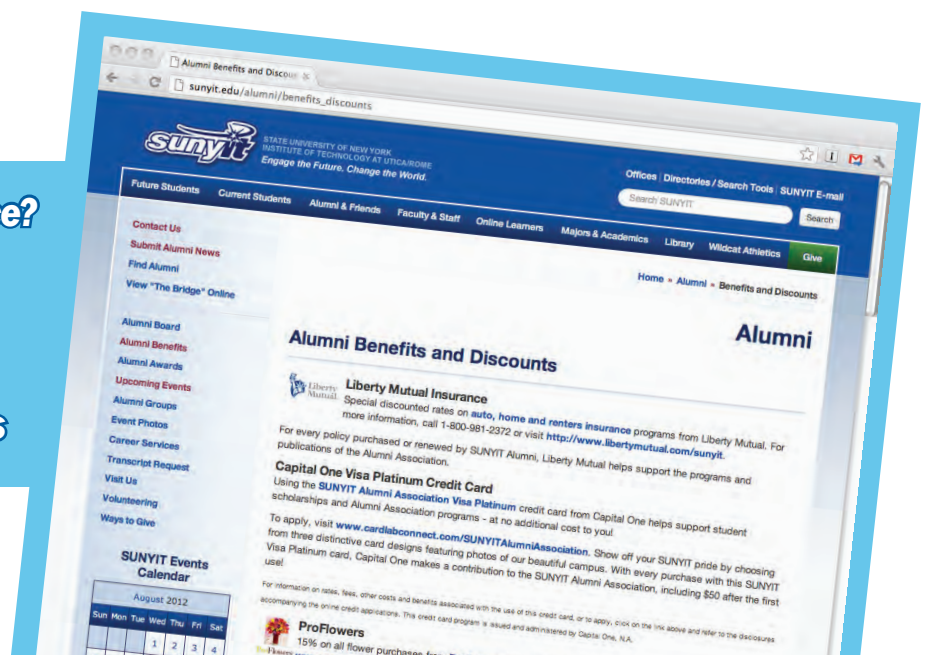 e?
s
Alumni Benefits and Discou
sunyit.edu/alumni/benefits_discounts
sunyit
STATE UNIVERSITY OF NEW YORK
INSTITUTE OF TECHNOLOGY AT UTICA/ROME
Engage the Future. Change the World.
Offices | Directories / Search Tools | SUNYIT E-mail
Search SUNYIT
Search
Future Students Current Students Alumni & Friends Faculty & Staff Online Learners Majors & Academics Library Wildcat Athletics Give
Home Alumni Benefits and Discounts
Contact Us
Submit Alumni News
Find Alumni
View "The Bridge" Online
Alumni Board
Alumni Benefits
Alumni Awards
Upcoming Events
Alumni Groups
Event Photos
Career Services
Transcript Request
Visit Us
Volunteering
Ways to Give
SUNYIT Events
Calendar
August 2012
Sun Mon Tue Wed Thu Fri Sat
1 2 3 4
Alumni
Alumni Benefits and Discounts
Liberty
Mutual
Liberty Mutual Insurance
Special discounted rates on auto, home and renters insurance programs from Liberty Mutual. For
more information, call 1-800-981-2372 or visit http://www.libertymutual.com/sunyit.
For every policy purchased or renewed by SUNYIT Alumni, Liberty Mutual helps support the programs and
publications of the Alumni Association.
Capital One Visa Platinum Credit Card
Using the SUNYIT Alumni Association Visa Platinum credit card from Capital One helps support student
scholarships and Alumni Association programs - at no additional cost to you!
To apply, visit www.cardlabconnect.com/SUNYITAlumniAssociation. Show off your SUNYIT pride by choosing
from three distinctive card designs featuring photos of our beautiful campus. With every purchase with this SUNYIT
Visa Platinum card, Capital One makes a contribution to the SUNYIT Alumni Association, including $50 after the first
use!
For information on rates, fees, other costs and benefits associated with the use of this credit card, or to apply, click on the link above and refer to the disclosures
accompanying the online credit applications. This credit card program is issued and administered by Capital One, N.A.
ProFlowers
15% on all flower purchases